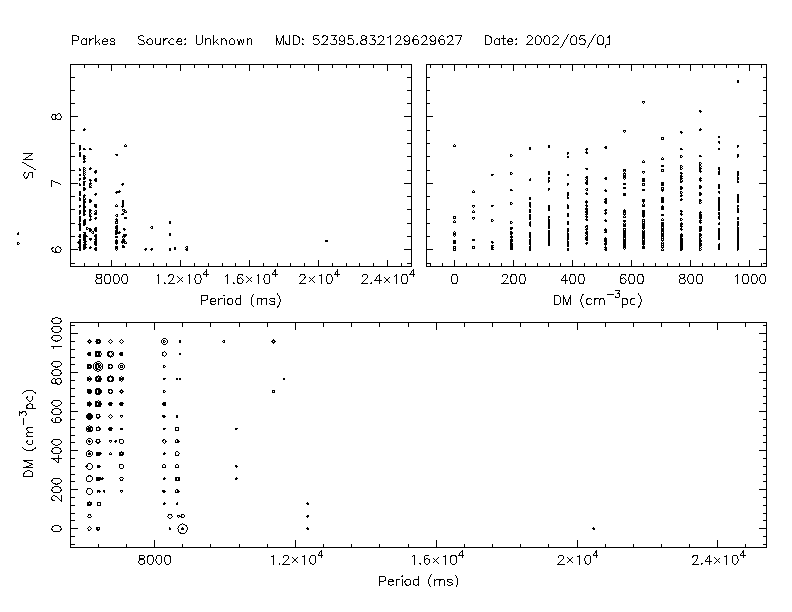 Parkes Source: Unknown MJD: 52395.832129629627 Date: 2002/05/01
S/N
8
7
6
8000 1.2×10⁴ 1.6×10⁴ 2×10⁴ 2.4×10⁴
Period (ms)
0 200 400 600 800 1000
DM (cm⁻³pc)
DM (cm⁻³pc)
1000
800
600
400
200
0
8000 1.2×10⁴ 1.6×10⁴ 2×10⁴ 2.4×10⁴
Period (ms)